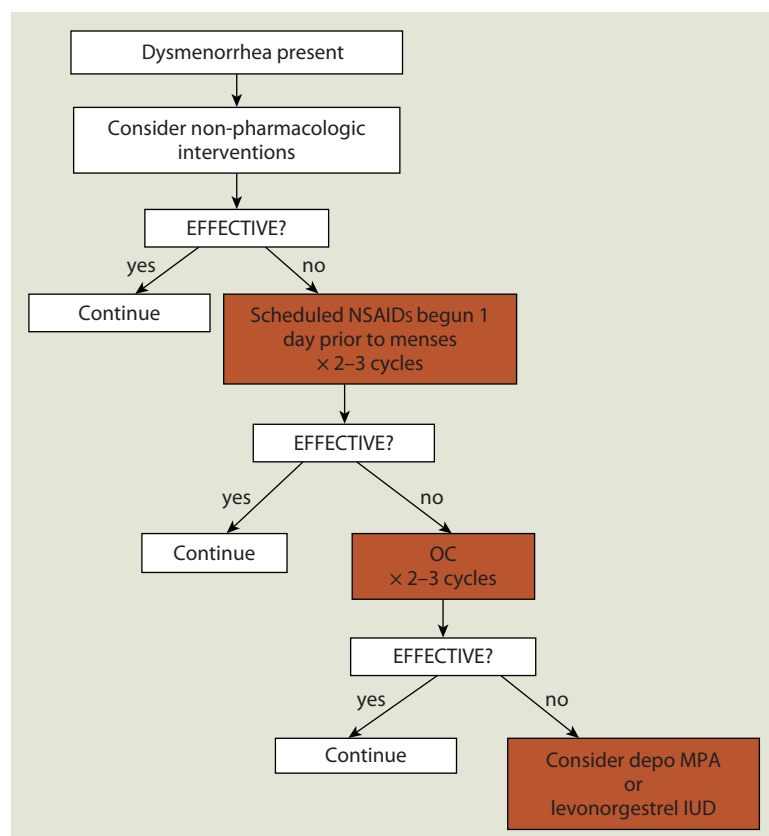 Dysmenorrhea present
Consider non-pharmacologic
interventions
EFFECTIVE?
yes
no
Continue
Scheduled NSAIDs begun 1
day prior to menses
× 2–3 cycles
EFFECTIVE?
yes
no
Continue
OC
× 2–3 cycles
EFFECTIVE?
yes
no
Continue
Consider depo MPA
or
levonorgestrel IUD